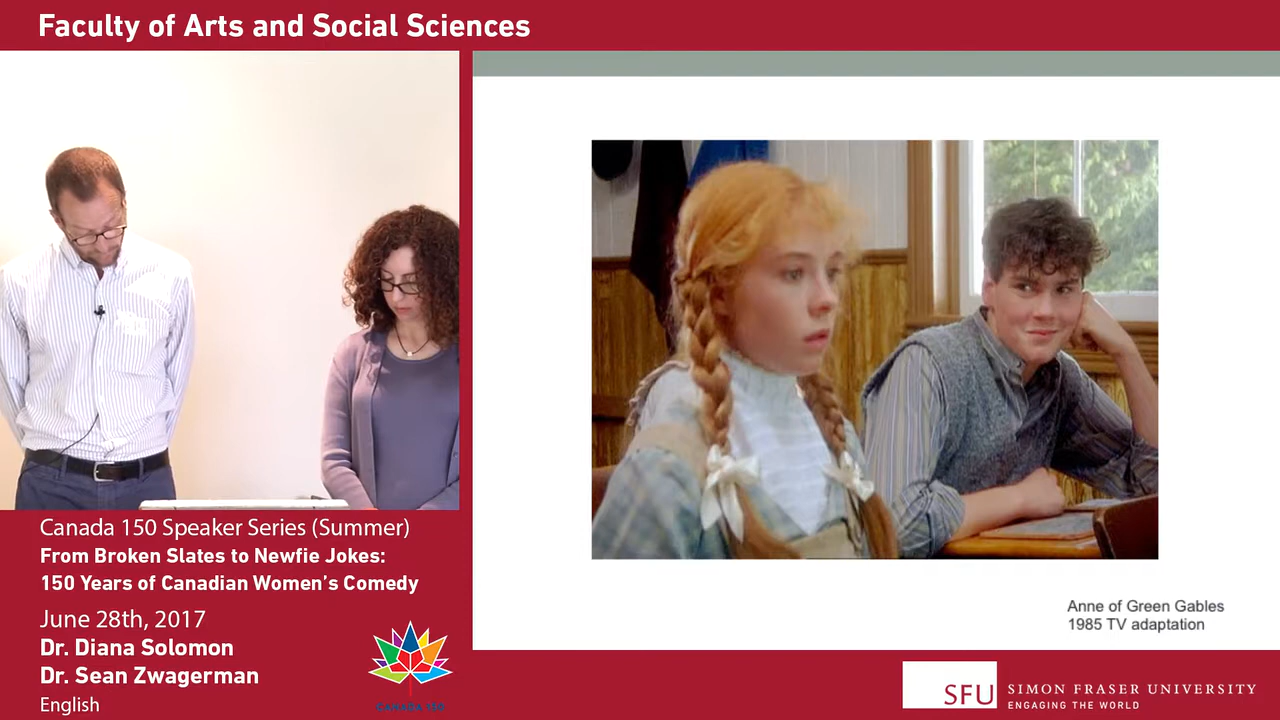 Faculty of Arts and Social Sciences
Canada 150 Speaker Series (Summer)
From Broken Slates to Newfie Jokes:
150 Years of Canadian Women's Comedy
June 28th, 2017
Dr. Diana Solomon
Dr. Sean Zwagerman
English
CANADA 150
Anne of Green Gables
1985 TV adaptation
SFU
SIMON FRASER UNIVERSITY
ENGAGING THE WORLD